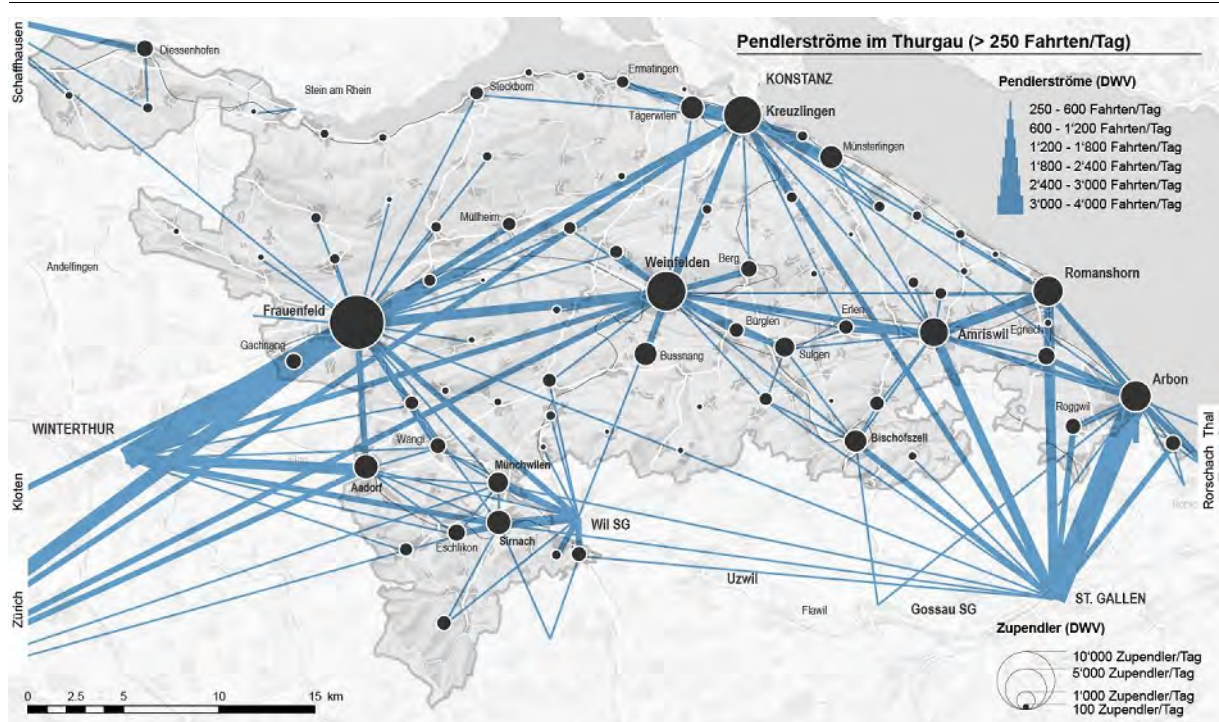 Pendlerströme im Thurgau (> 250 Fahrten/Tag)
Pendlerströme (DWV)
250 - 600 Fahrten/Tag
600 - 1'200 Fahrten/Tag
1'200 - 1'800 Fahrten/Tag
1'800 - 2'400 Fahrten/Tag
2'400 - 3'000 Fahrten/Tag
3'000 - 4'000 Fahrten/Tag
Schaffhausen
Diessenhofen
Stein am Rhein
Steckborn
Ermatingen
KONSTANZ
Tägerwilen
Kreuzlingen
Münsterlingen
Andelfingen
Müllheim
Frauenfeld
Gachnang
Weinfelden
Berg
Bürglen
Bussnang
Sulgen
Erlen
Amriswil
Romanshorn
Egnach
Arbon
Roggwil
WINTERTHUR
Wängi
Aadorf
Münchwilen
Bischofszell
Rorschach Thal
Kloten
Eschlikon
Sirnach
Wil SG
Uzwil
Flawil
Gossau SG
ST. GALLEN
Zürich
Zupendler (DWV)
10'000 Zupendler/Tag
5'000 Zupendler/Tag
1'000 Zupendler/Tag
100 Zupendler/Tag
0 2.5 5 10 15 km